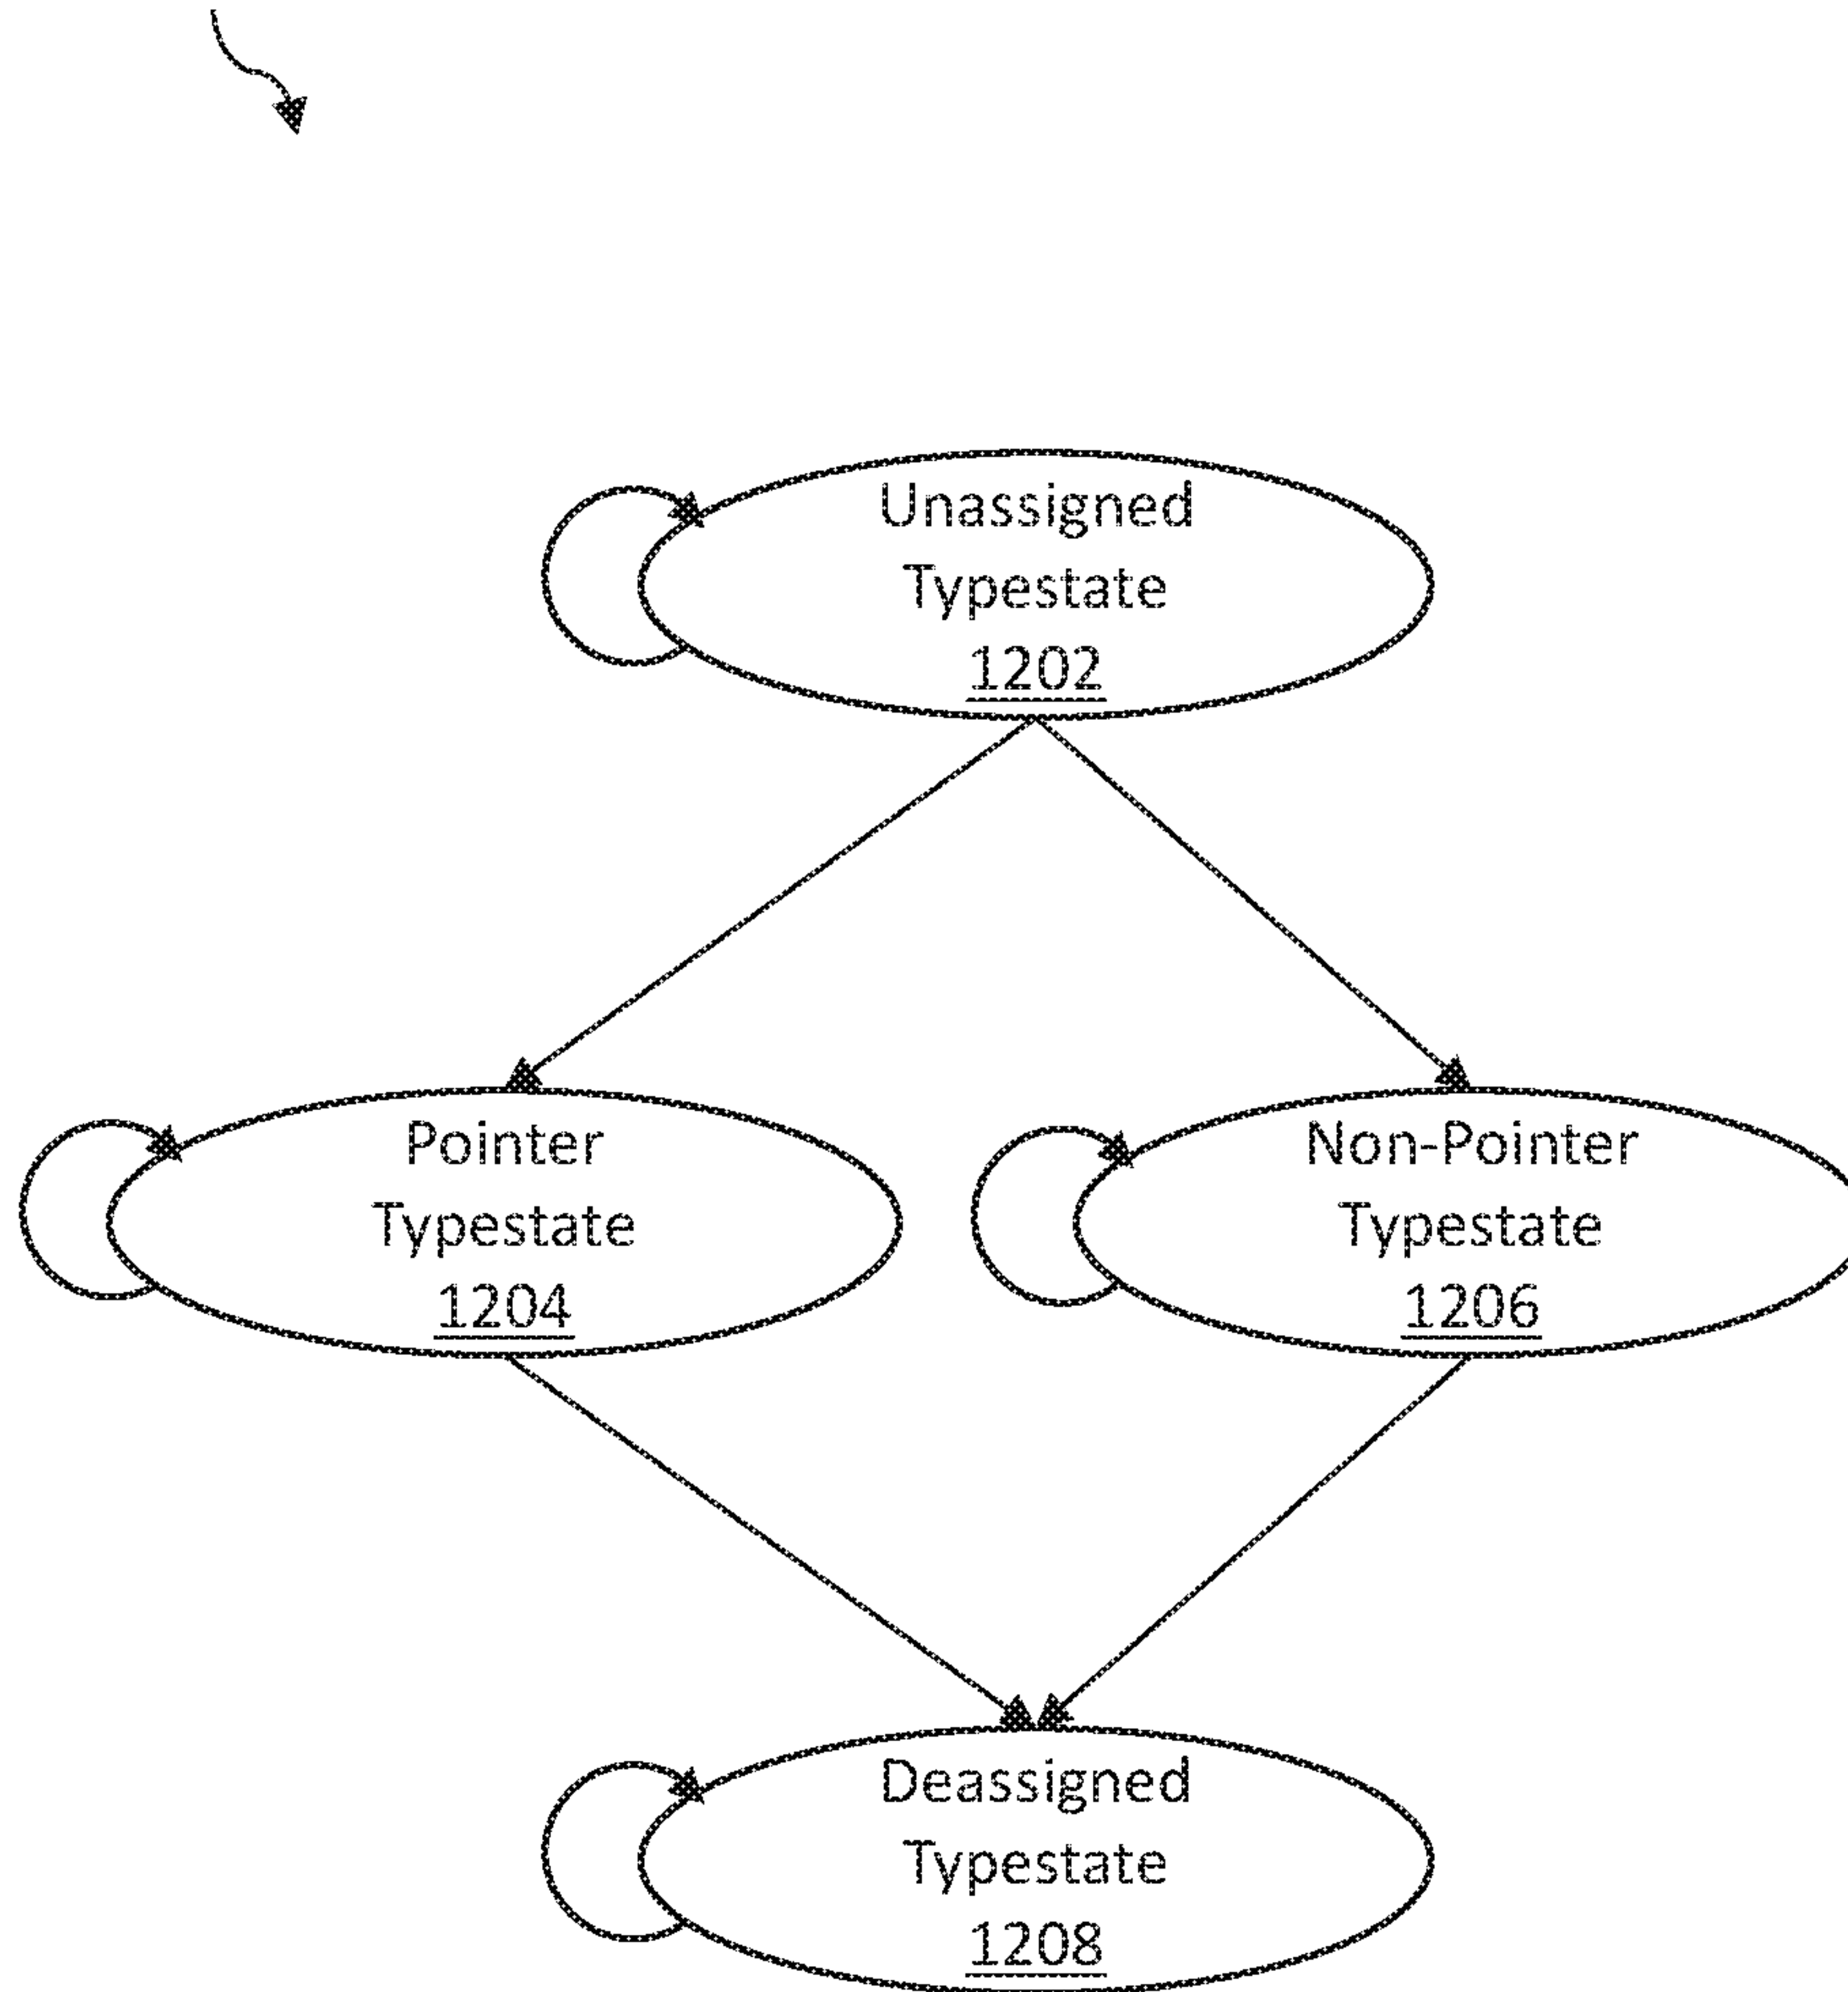 Unassigned
Typestate
1202
Pointer
Typestate
1204
Non-Pointer
Typestate
1206
Deassigned
Typestate
1208